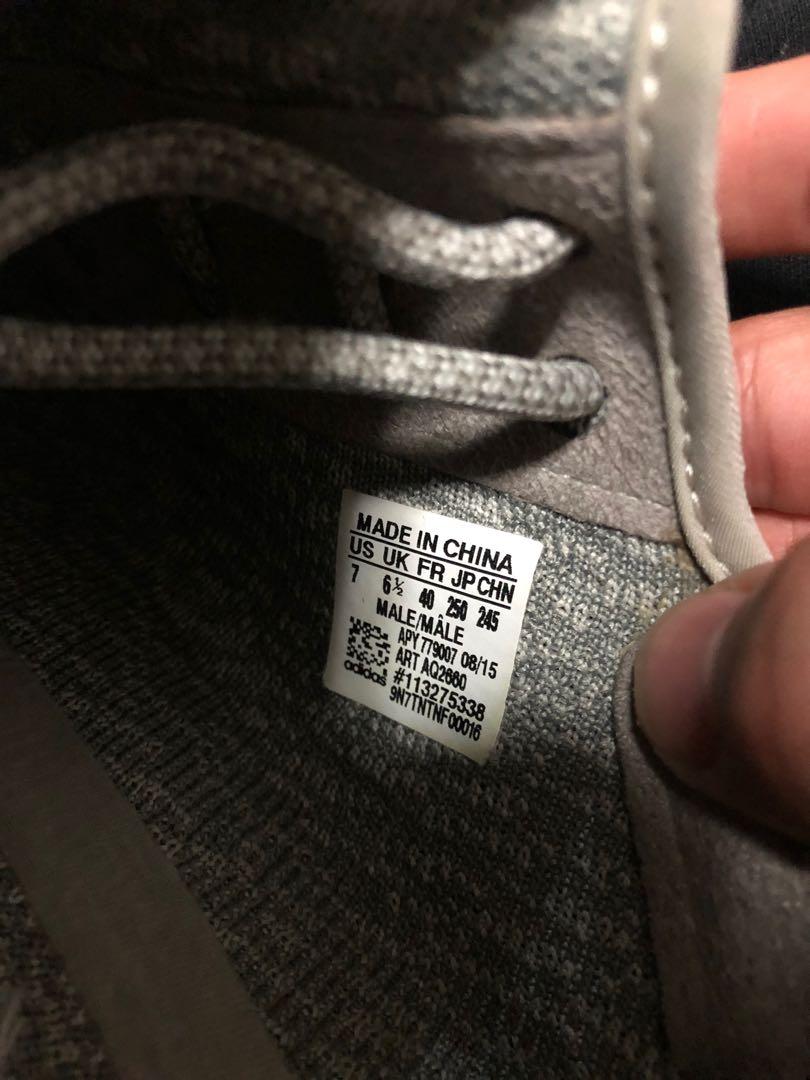 MADE IN CHINA
US UK FR JP CHN
7 6½ 40 250 245
MALE/MÂLE
APY 779007 08/15
ART AQ2660
#113275338
9N7TNTNF00016
adidas